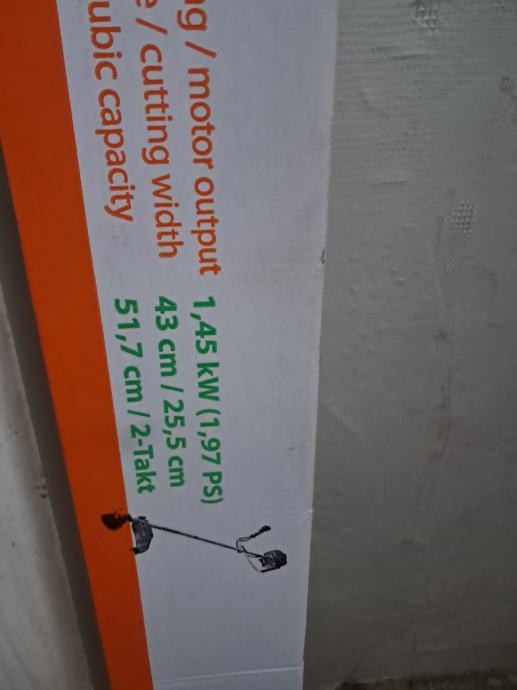 ng / motor output 1,45 kW (1,97 PS)
e / cutting width 43 cm / 25,5 cm
ubic capacity 51,7 cm / 2-Takt